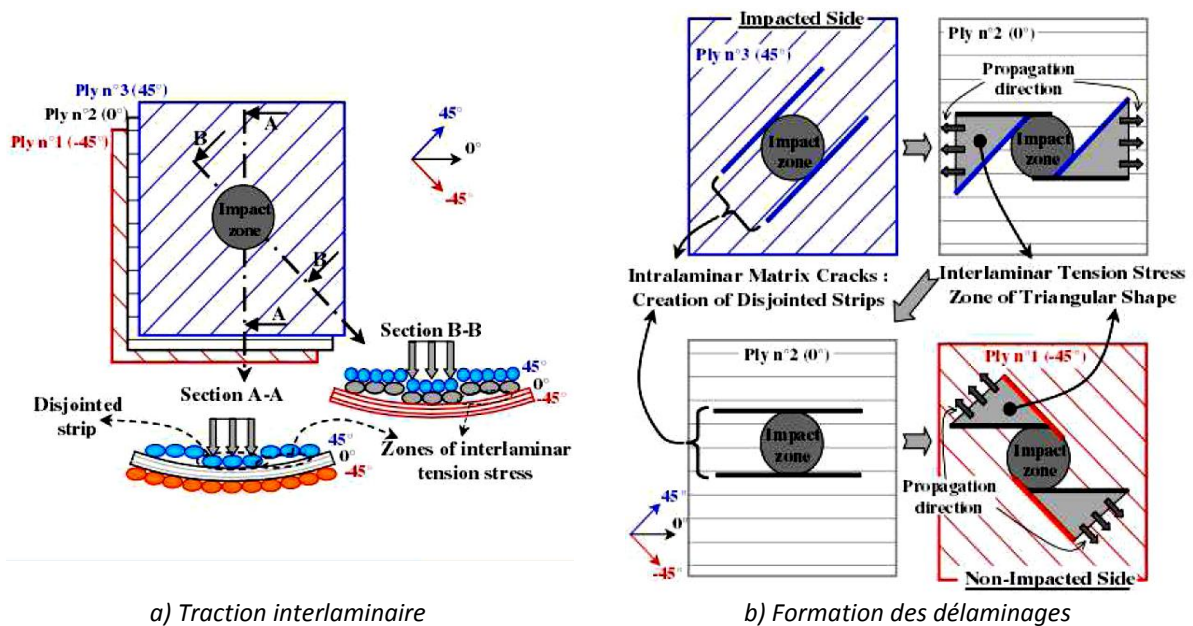 Ply n°3 (45°)
Ply n°2 (0°)
Ply n°1 (-45°)
A
B
Impact
zone
B
A
45°
0°
-45°
Section B-B
45°
0°
-45°
Section A-A
Disjointed
strip
45°
0°
-45°
Zones of interlaminar
tension stress
a) Traction interlaminaire
Impacted Side
Ply n°3 (45°)
Impact
zone
Ply n°2 (0°)
Propagation
direction
Impact
zone
Intralaminar Matrix Cracks :
Creation of Disjointed Strips
Interlaminar Tension Stress
Zone of Triangular Shape
Ply n°2 (0°)
Impact
zone
45°
0°
-45°
Ply n°1 (-45°)
Impact
zone
Propagation
direction
Non-Impacted Side
b) Formation des délaminages